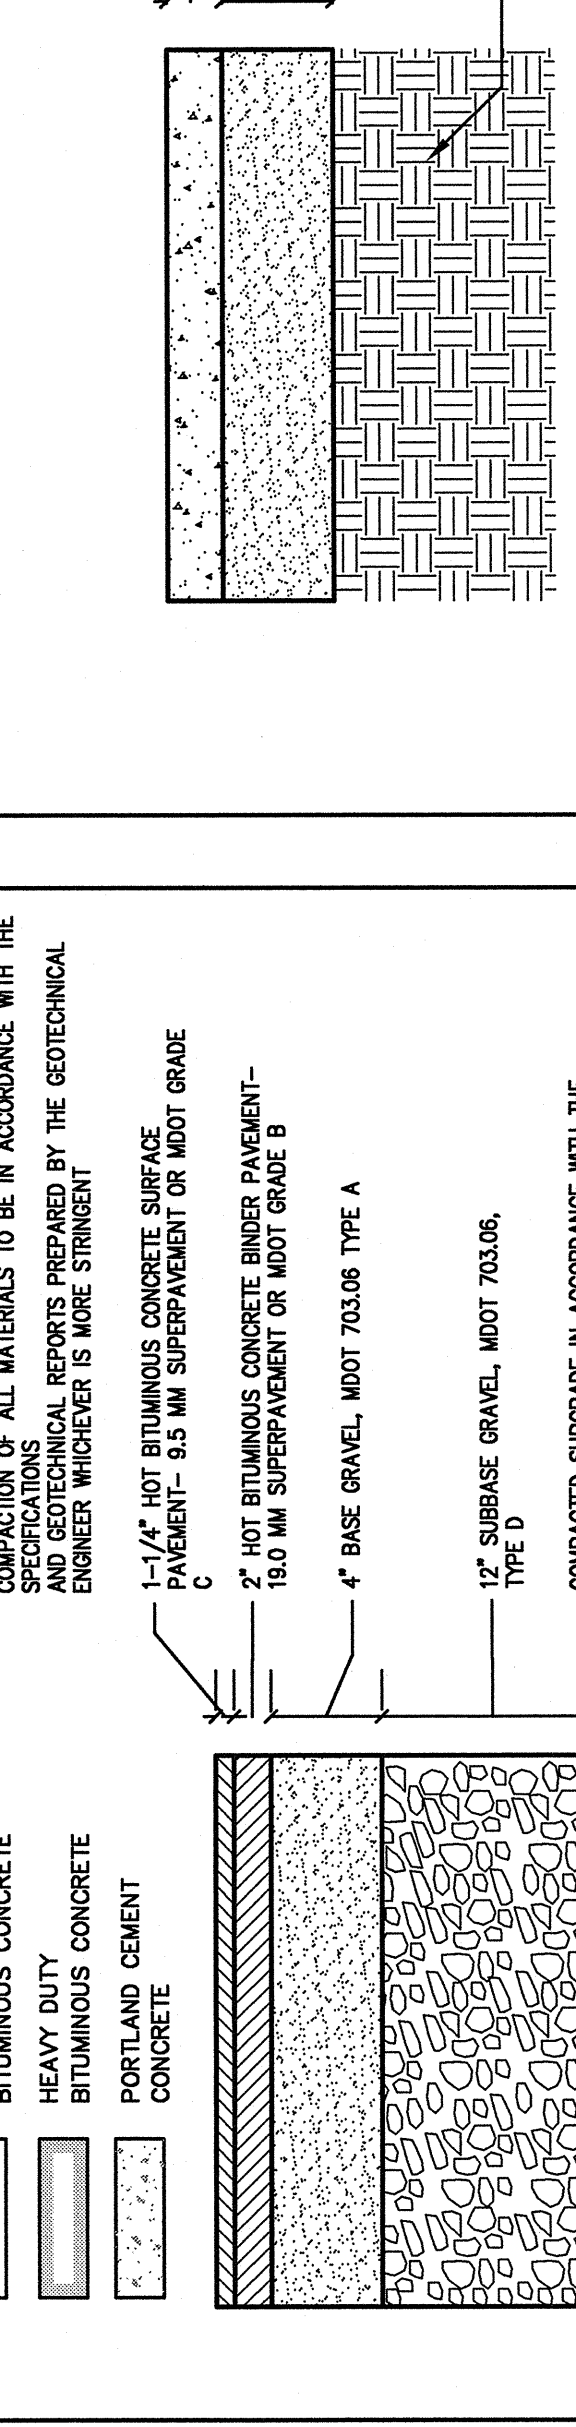 BITUMINOUS CONCRETE
HEAVY DUTY
BITUMINOUS CONCRETE
PORTLAND CEMENT
CONCRETE
COMPACTION OF ALL MATERIALS TO BE IN ACCORDANCE WITH THE
SPECIFICATIONS
AND GEOTECHNICAL REPORTS PREPARED BY THE GEOTECHNICAL
ENGINEER WHICHEVER IS MORE STRINGENT
1-1/4" HOT BITUMINOUS CONCRETE SURFACE
PAVEMENT- 9.5 MM SUPERPAVEMENT OR MDOT GRADE
C
2" HOT BITUMINOUS CONCRETE BINDER PAVEMENT-
19.0 MM SUPERPAVEMENT OR MDOT GRADE B
4" BASE GRAVEL, MDOT 703.06 TYPE A
12" SUBBASE GRAVEL, MDOT 703.06,
TYPE D
COMPACTED SUBGRADE IN ACCORDANCE WITH THE